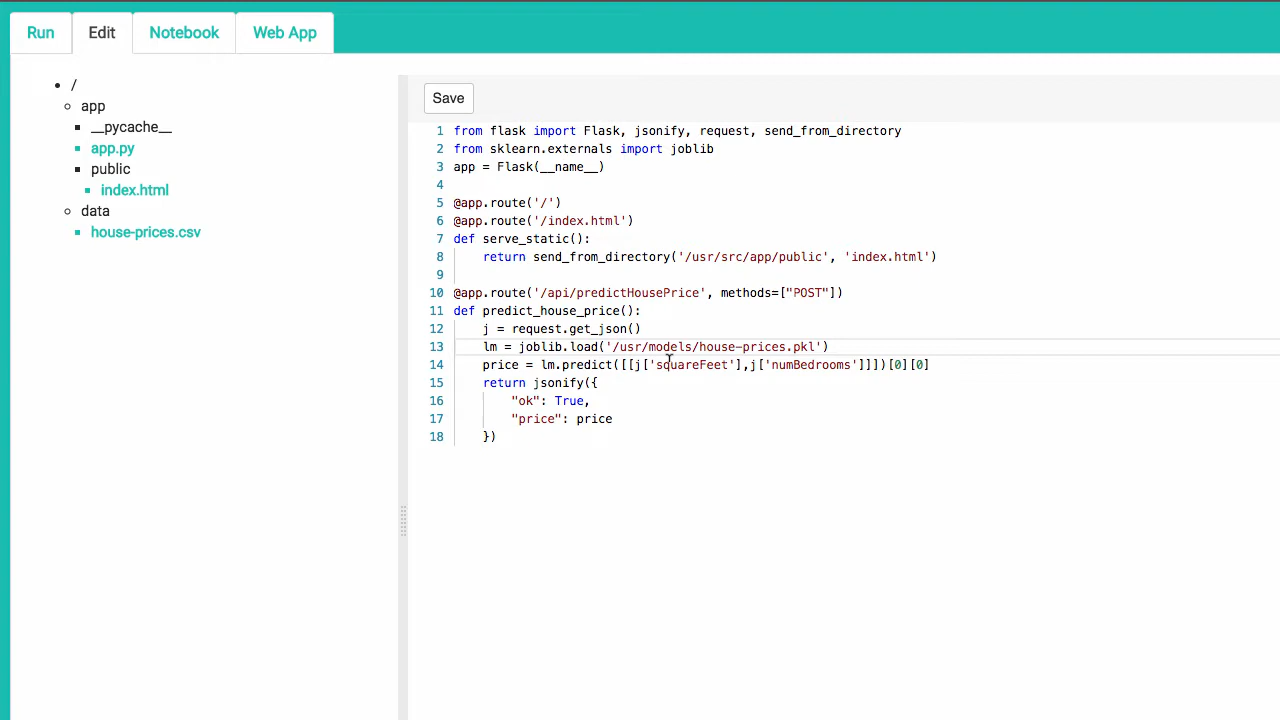 Run Edit Notebook Web App
/
app
__pycache__
app.py
public
index.html
data
house-prices.csv
Save
1 from flask import Flask, jsonify, request, send_from_directory
2 from sklearn.externals import joblib
3 app = Flask(__name__)
4
5 @app.route('/')
6 @app.route('/index.html')
7 def serve_static():
8     return send_from_directory('/usr/src/app/public', 'index.html')
9
10 @app.route('/api/predictHousePrice', methods=["POST"])
11 def predict_house_price():
12     j = request.get_json()
13     lm = joblib.load('/usr/models/house-prices.pkl')
14     price = lm.predict([[j['squareFeet'],j['numBedrooms']]])[0][0]
15     return jsonify({
16         "ok": True,
17         "price": price
18     })